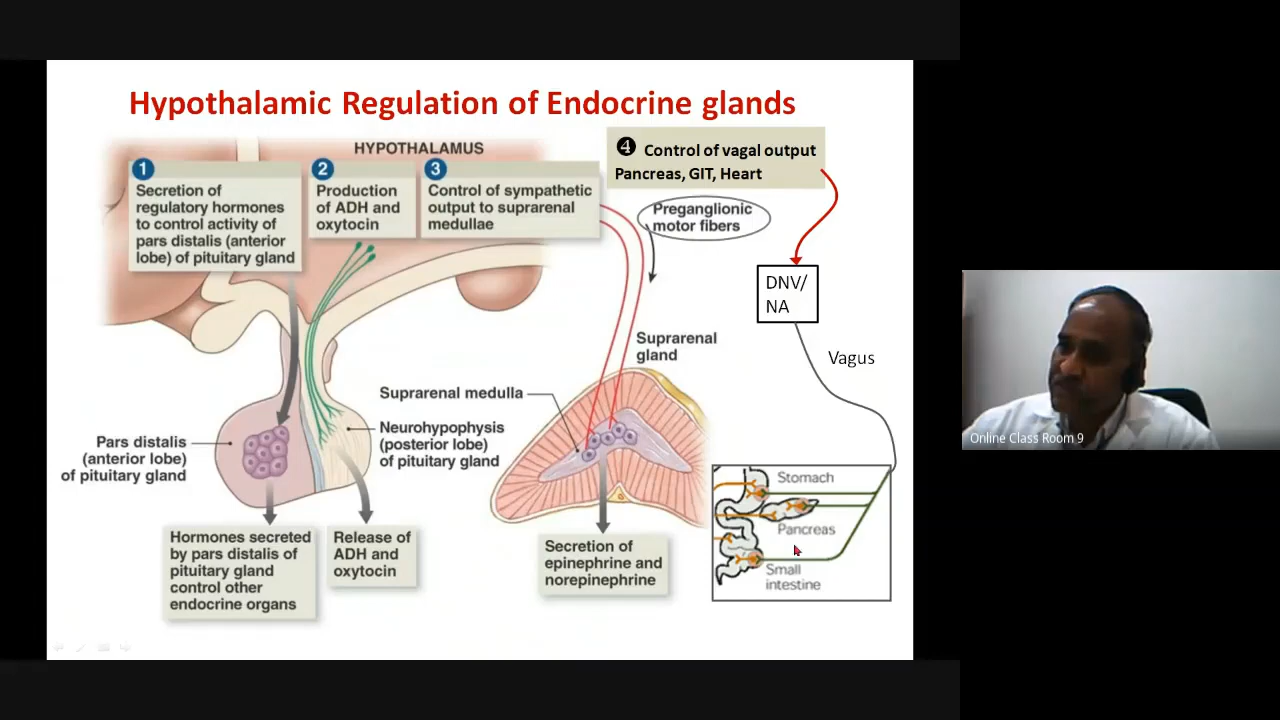 Hypothalamic Regulation of Endocrine glands
HYPOTHALAMUS
1
Secretion of
regulatory hormones
to control activity of
pars distalis (anterior
lobe) of pituitary gland
2
Production
of ADH and
oxytocin
3
Control of sympathetic
output to suprarenal
medullae
❹ Control of vagal output
Pancreas, GIT, Heart
Preganglionic
motor fibers
DNV/
NA
Vagus
Suprarenal
gland
Suprarenal medulla
Neurohypophysis
(posterior lobe)
of pituitary gland
Pars distalis
(anterior lobe)
of pituitary gland
Hormones secreted
by pars distalis of
pituitary gland
control other
endocrine organs
Release of
ADH and
oxytocin
Secretion of
epinephrine and
norepinephrine
Stomach
Pancreas
Small
intestine
Online Class Room 9